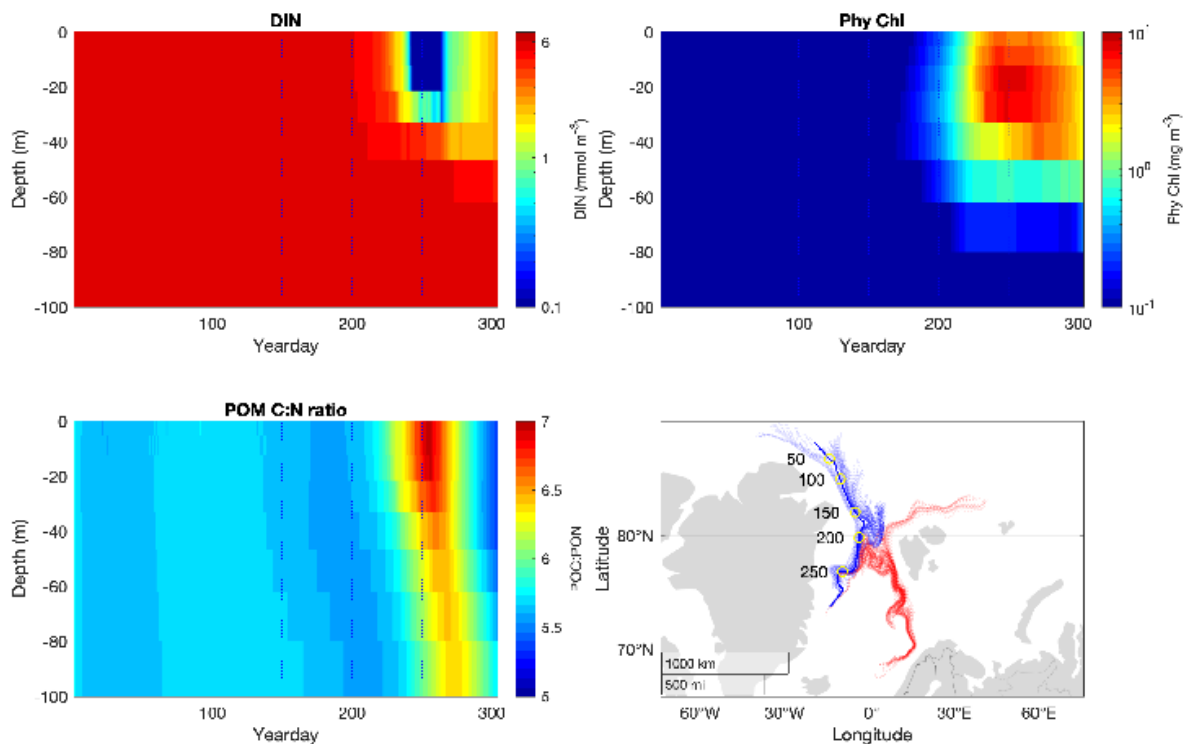 DIN
0
-20
-40
-60
-80
-100
Depth (m)
100
200
300
Yearday
6
1
0.1
DIN (mmol m⁻³)
Phy Chl
0
-20
-40
-60
-80
-100
Depth (m)
100
200
300
Yearday
10⁰
10⁻¹
Phy Chl (mg m⁻³)
POM C:N ratio
0
-20
-40
-60
-80
-100
Depth (m)
100
200
300
Yearday
7
6.5
6
5.5
5
POC:PON
50
100
150
200
250
80°N
70°N
Latitude
1000 km
500 mi
60°W
30°W
0°
30°E
60°E
Longitude